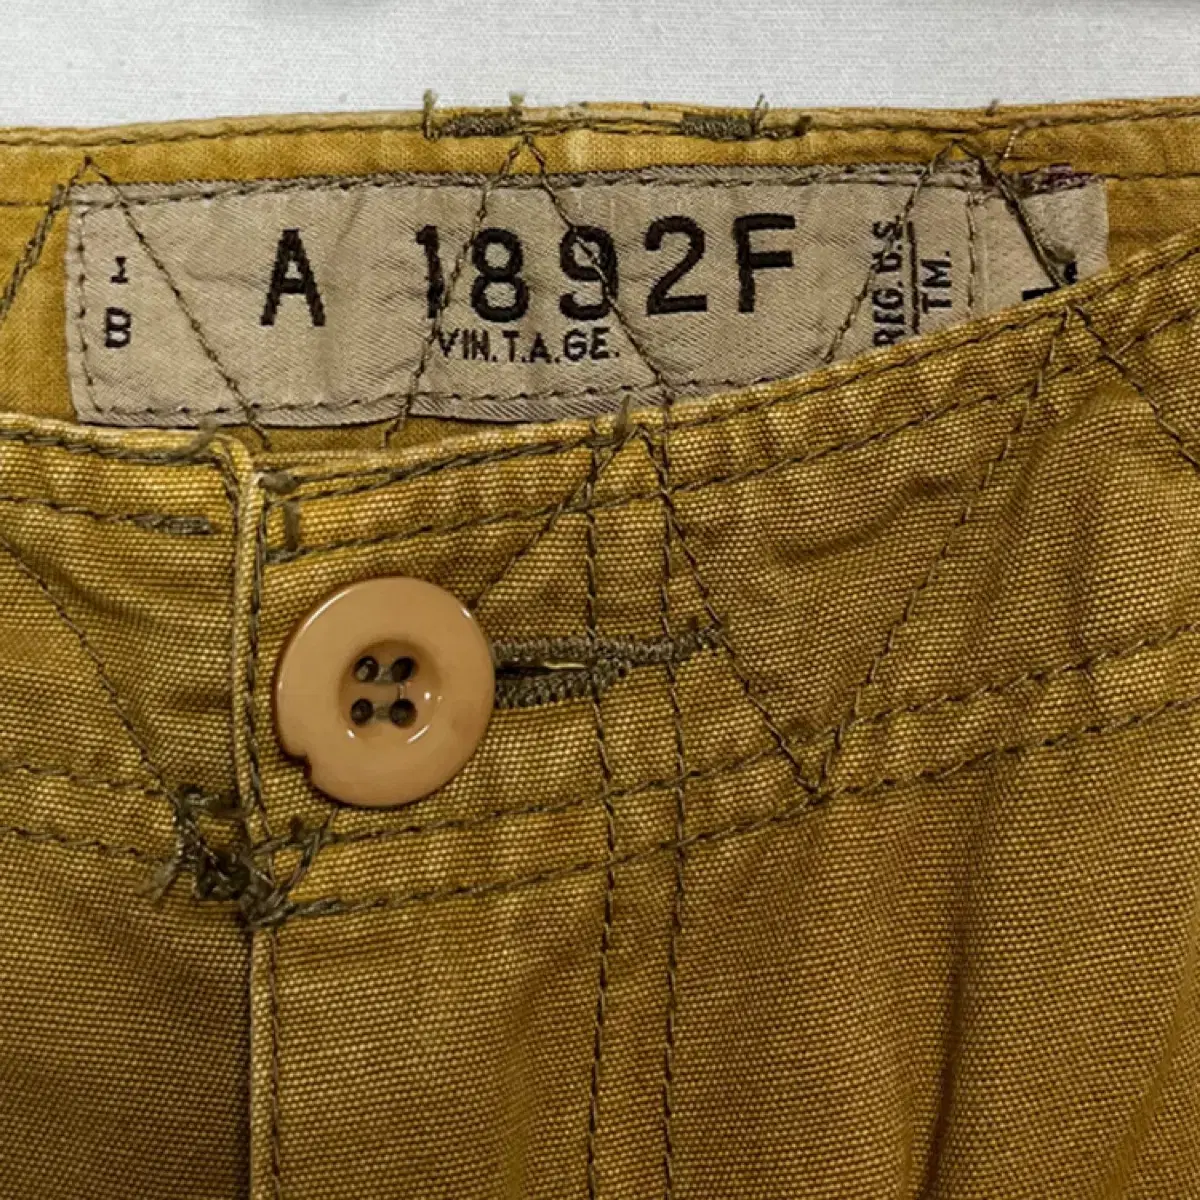 1
B
A 1892F
VIN.T.A.GE.
REG. U.S.
TM.